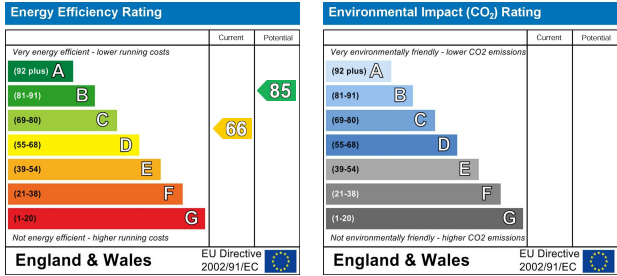 Energy Efficiency Rating
Current Potential
Very energy efficient - lower running costs
(92 plus) A
(81-91) B
85
(69-80) C
66
(55-68) D
(39-54) E
(21-38) F
(1-20) G
Not energy efficient - higher running costs
England & Wales
EU Directive
2002/91/EC
Environmental Impact (CO2) Rating
Current Potential
Very environmentally friendly - lower CO2 emissions
(92 plus) A
(81-91) B
(69-80) C
(55-68) D
(39-54) E
(21-38) F
(1-20) G
Not environmentally friendly - higher CO2 emissions
England & Wales
EU Directive
2002/91/EC